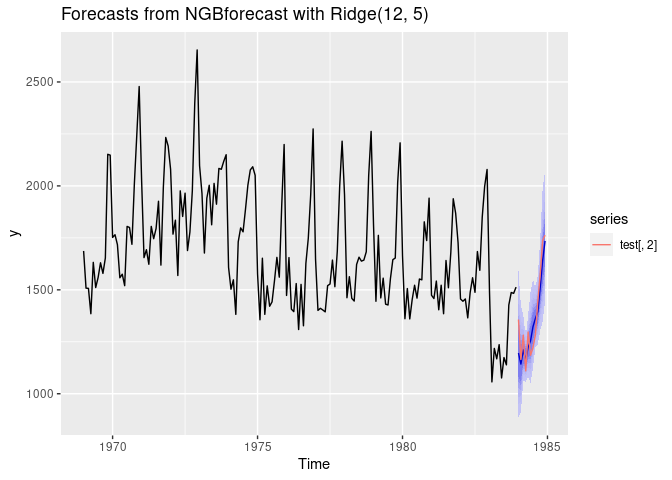 Forecasts from NGBforecast with Ridge(12, 5)
2500
2000
1500
1000
y
1970
1975
1980
1985
Time
series
test[, 2]